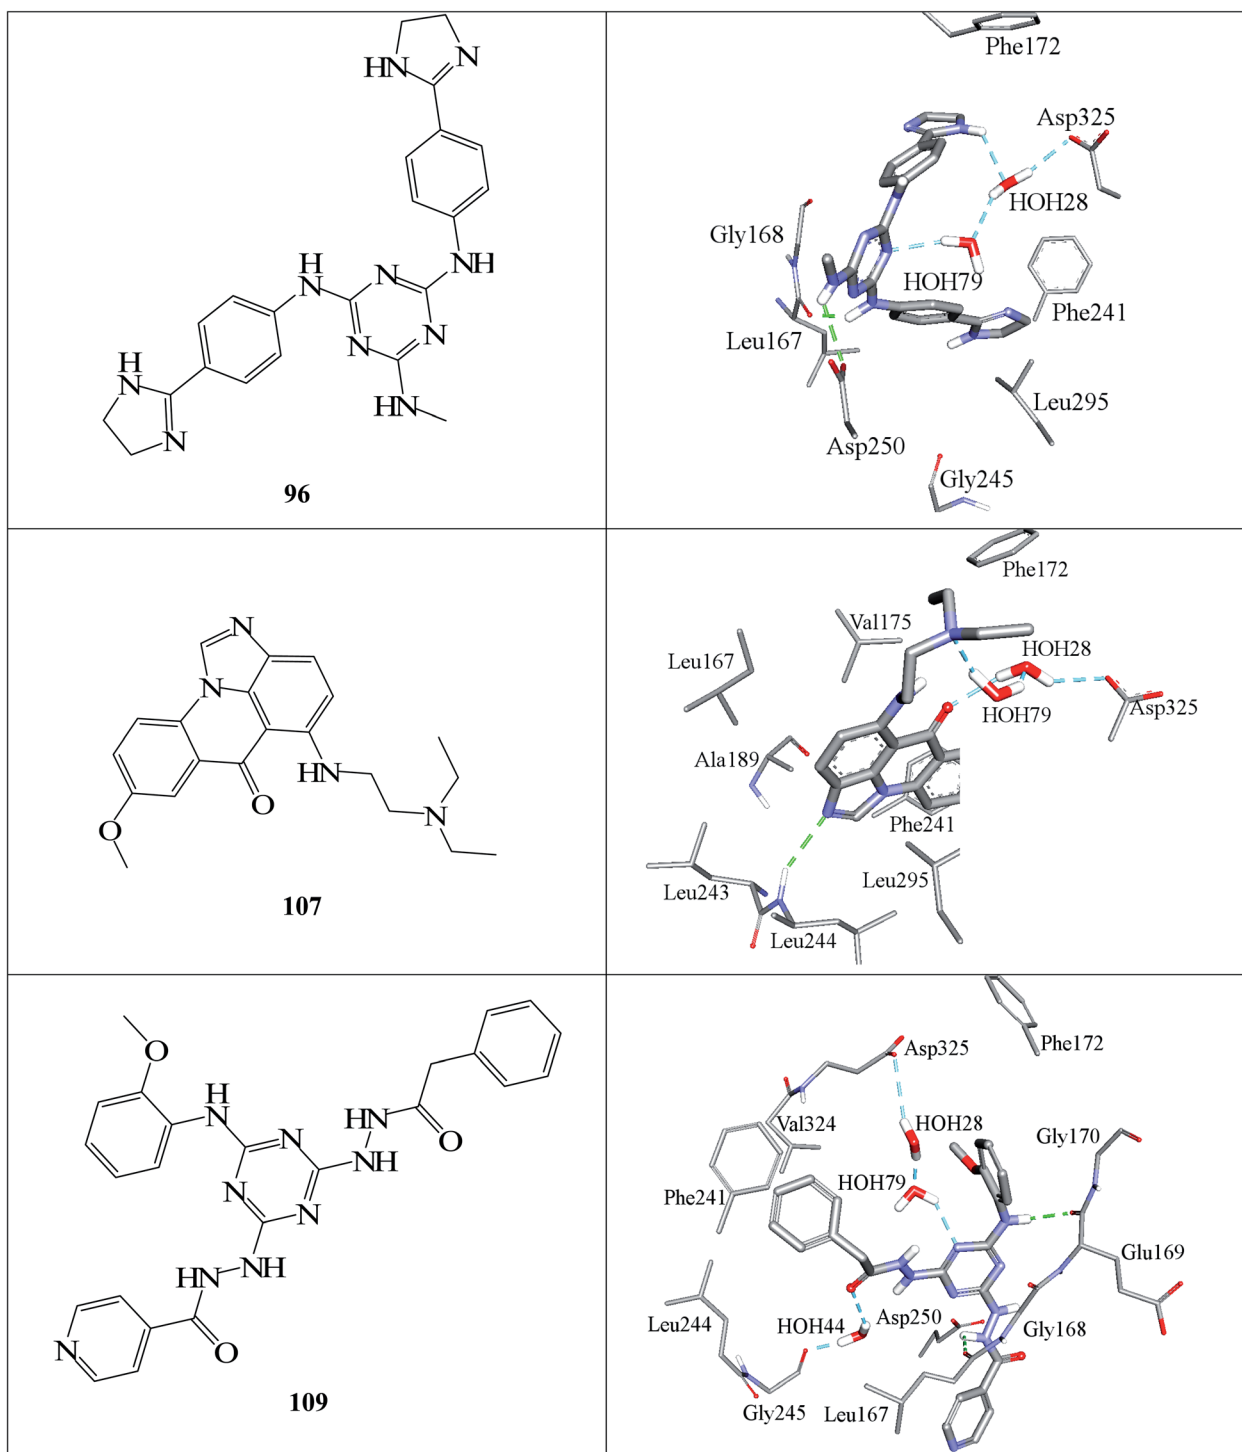 HN
N
H
N
N
NH
N
N
H
N
N
HN
96
Phe172
Asp325
HOH28
Gly168
HOH79
Phe241
Leu167
Leu295
Asp250
Gly245
N
N
HN
O
O
N
107
Phe172
Val175
HOH28
Leu167
HOH79
Asp325
Ala189
Phe241
Leu243
Leu295
Leu244
O
H
N
N
HN
O
NH
N
N
NH
NH
N
O
109
Asp325
Phe172
Val324
HOH28
Gly170
HOH79
Phe241
Glu169
Leu244
HOH44
Asp250
Gly168
Gly245
Leu167